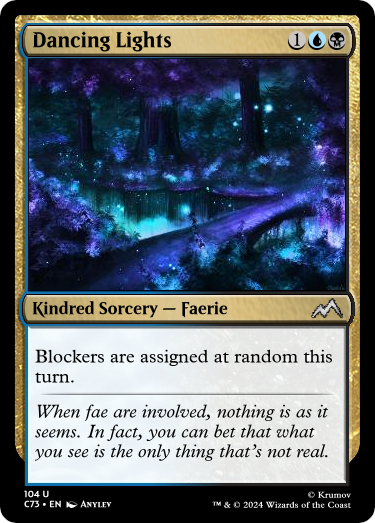 Dancing Lights 1
Kindred Sorcery — Faerie
Blockers are assigned at random this
turn.
When fae are involved, nothing is as it
seems. In fact, you can bet that what
you see is the only thing that's not real.
104 U
C73 • EN ANYLEV
© Krumov
™ & © 2024 Wizards of the Coast